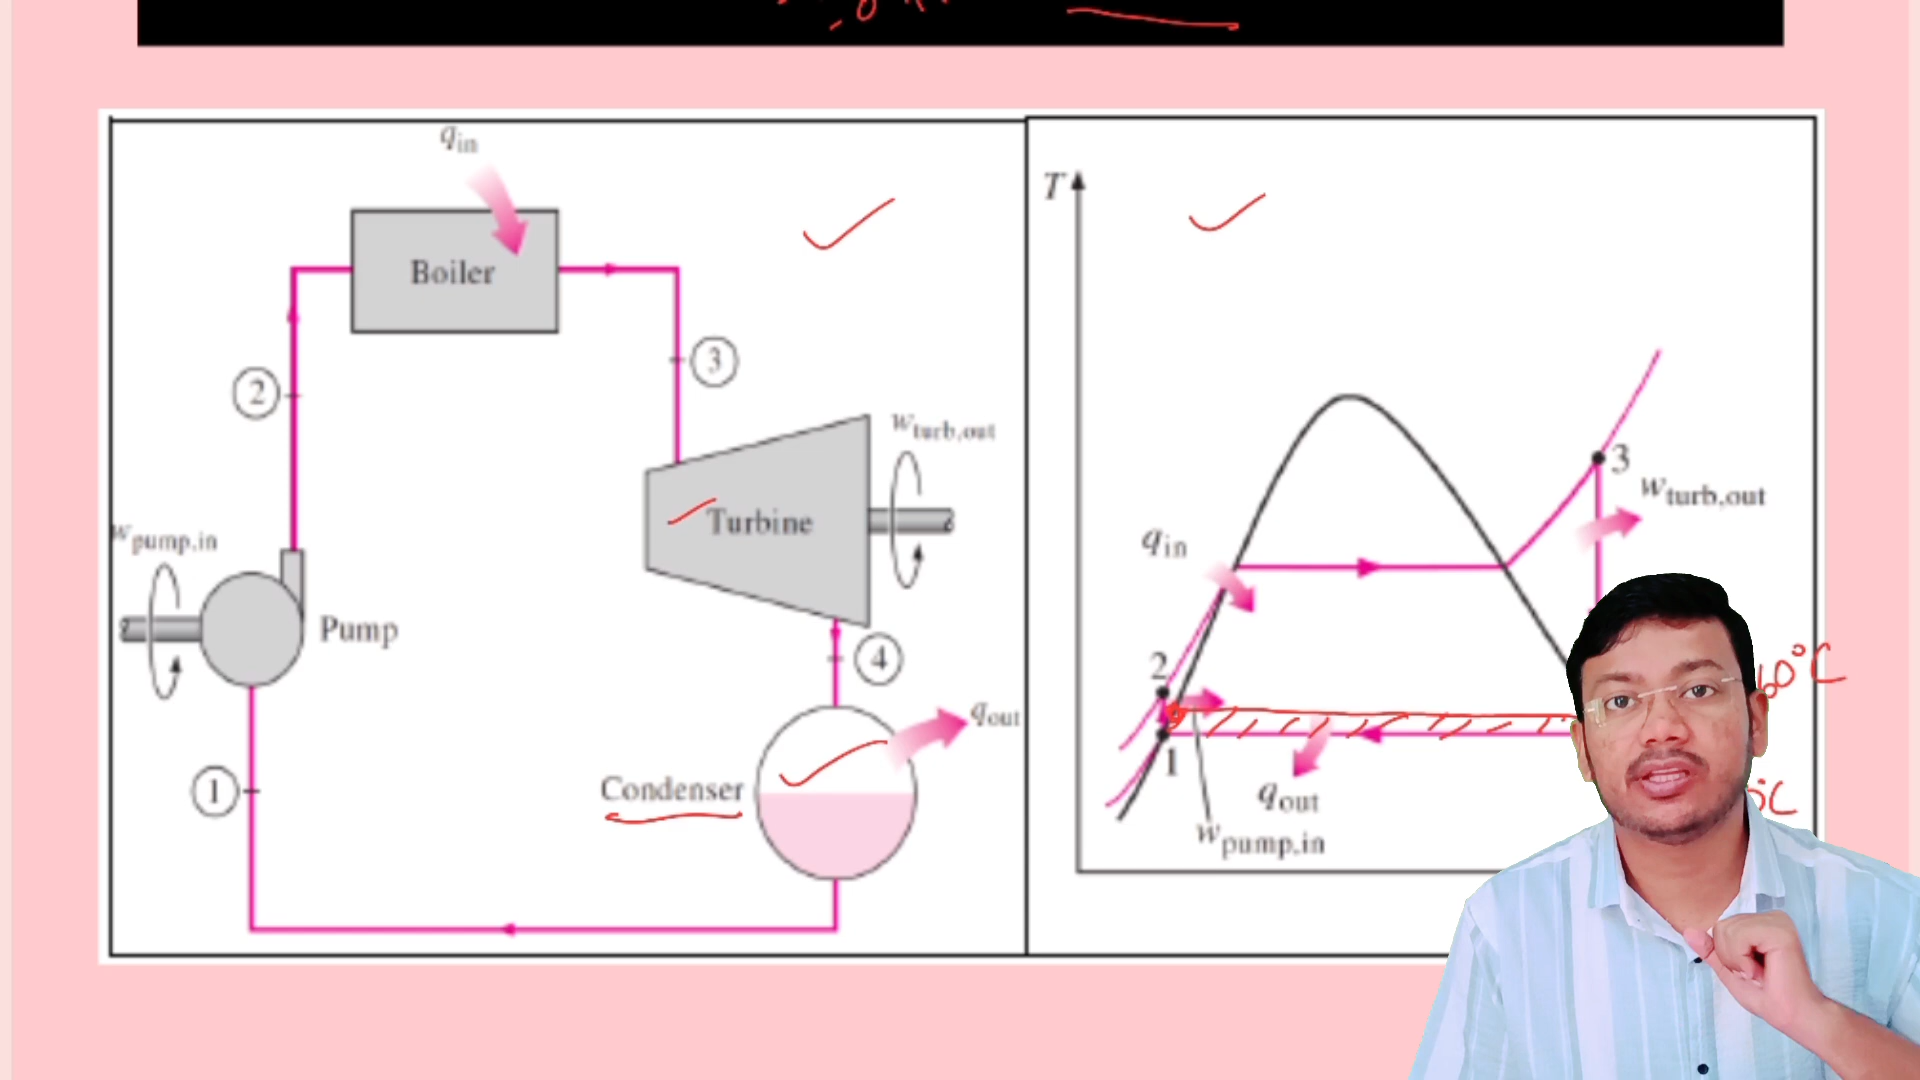 q_in
Boiler
3
2
w_turb,out
Turbine
w_pump,in
Pump
4
q_out
Condenser
1
T
3
w_turb,out
q_in
2
60°C
1
q_out
°C
w_pump,in